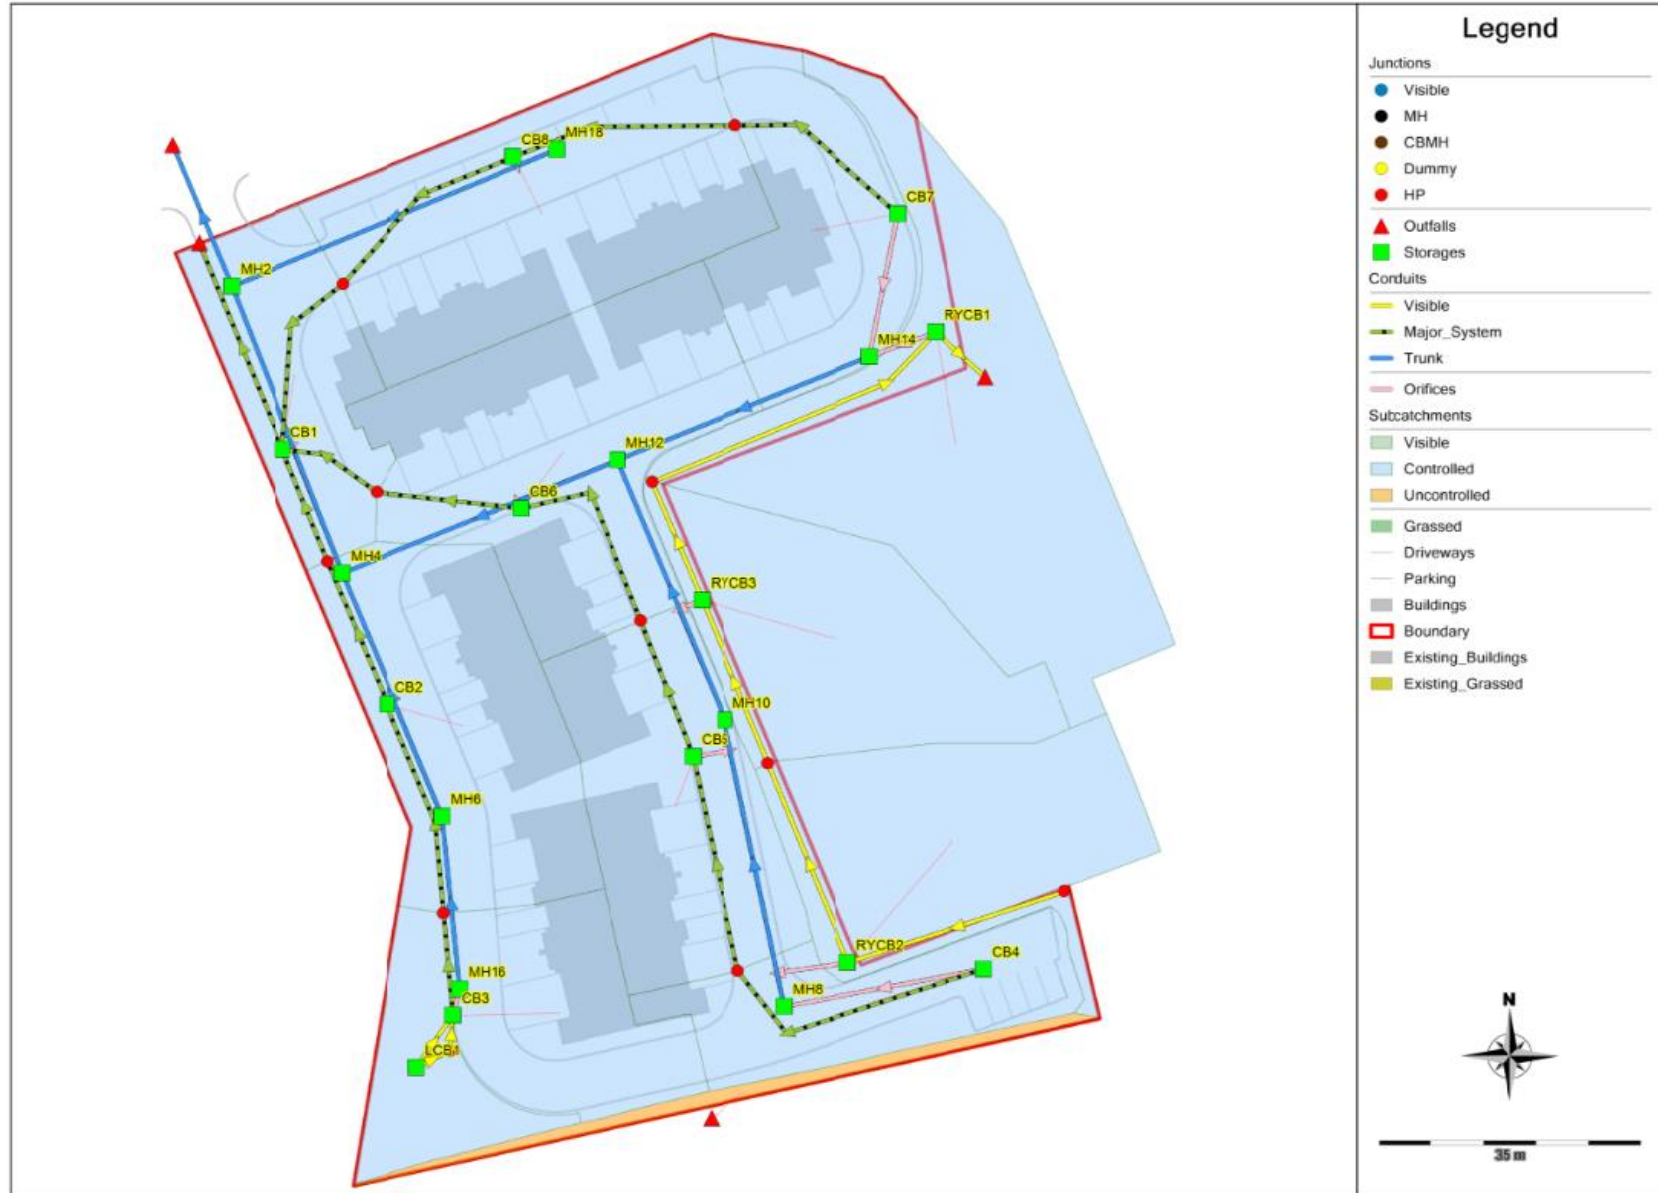 Legend
Junctions
Visible
MH
CBMH
Dummy
HP
Outfalls
Storages
Conduits
Visible
Major_System
Trunk
Orifices
Subcatchments
Visible
Controlled
Uncontrolled
Grassed
Driveways
Parking
Buildings
Boundary
Existing_Buildings
Existing_Grassed
N
35 m
CB8
MH18
CB7
MH2
RYCB1
MH14
CB1
MH12
CB6
MH4
RYCB3
CB2
MH10
CB5
MH6
RYCB2
CB4
MH16
MH8
CB3
LCB1